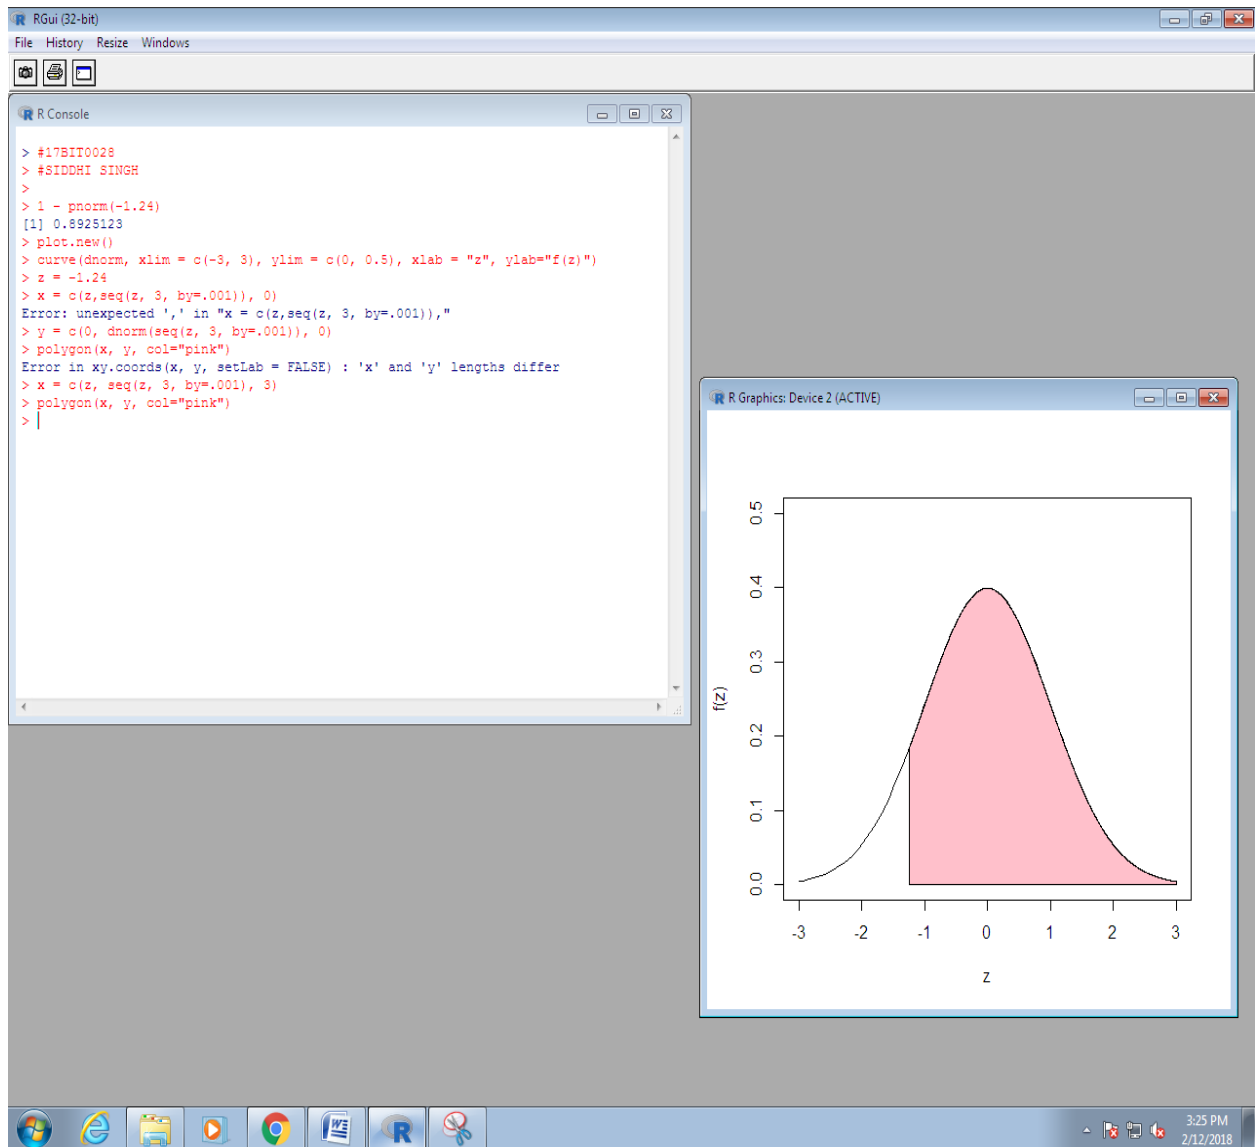 RGui (32-bit)
File History Resize Windows
R Console
> #17BIT0028
> #SIDDHI SINGH
>
> 1 - pnorm(-1.24)
[1] 0.8925123
> plot.new()
> curve(dnorm, xlim = c(-3, 3), ylim = c(0, 0.5), xlab = "z", ylab="f(z)")
> z = -1.24
> x = c(z,seq(z, 3, by=.001)), 0)
Error: unexpected ',' in "x = c(z,seq(z, 3, by=.001)),"
> y = c(0, dnorm(seq(z, 3, by=.001)), 0)
> polygon(x, y, col="pink")
Error in xy.coords(x, y, setLab = FALSE) : 'x' and 'y' lengths differ
> x = c(z, seq(z, 3, by=.001), 3)
> polygon(x, y, col="pink")
>
R Graphics: Device 2 (ACTIVE)
0.5
0.4
0.3
0.2
0.1
0.0
f(z)
-3 -2 -1 0 1 2 3
z
3:25 PM
2/12/2018